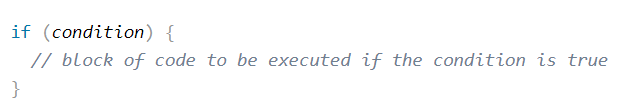 if (condition) {
  // block of code to be executed if the condition is true
}